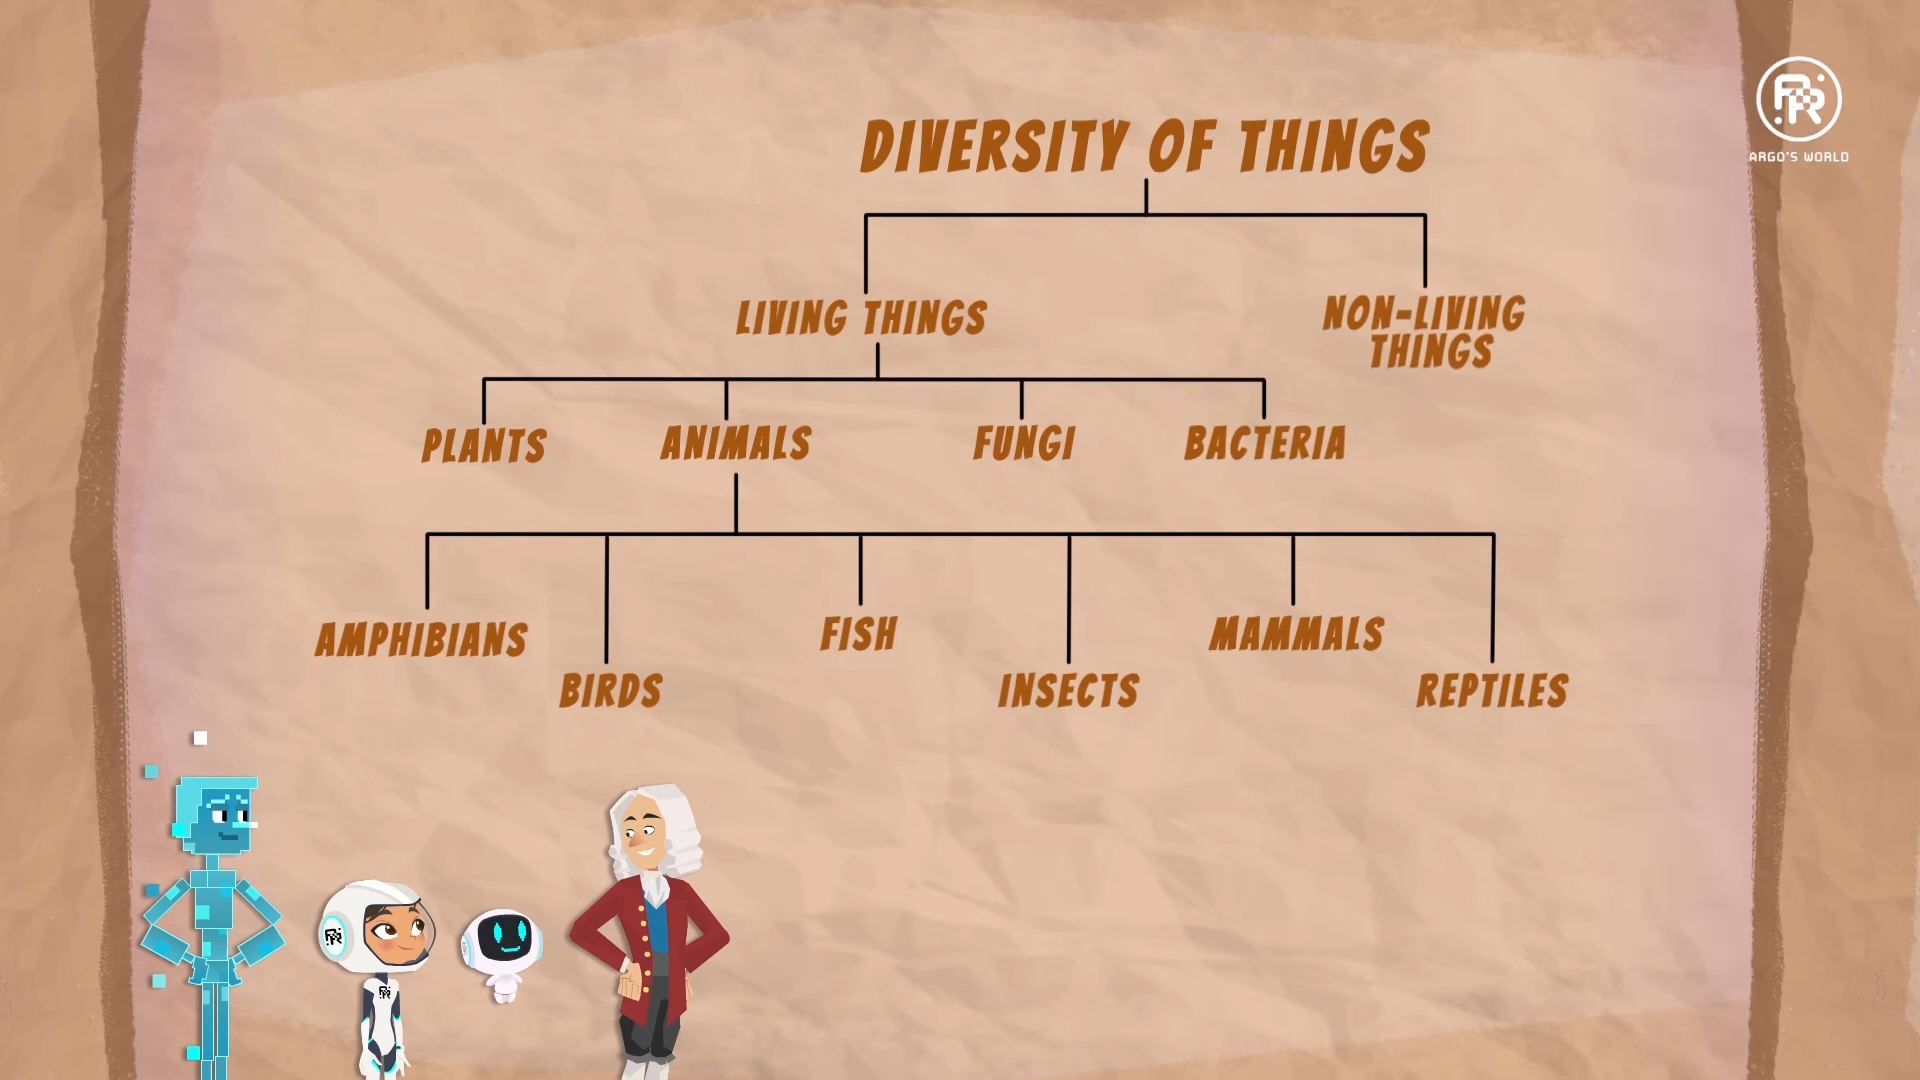 DIVERSITY OF THINGS
ARGO'S WORLD
LIVING THINGS
NON-LIVING
THINGS
PLANTS
ANIMALS
FUNGI
BACTERIA
AMPHIBIANS
FISH
MAMMALS
BIRDS
INSECTS
REPTILES